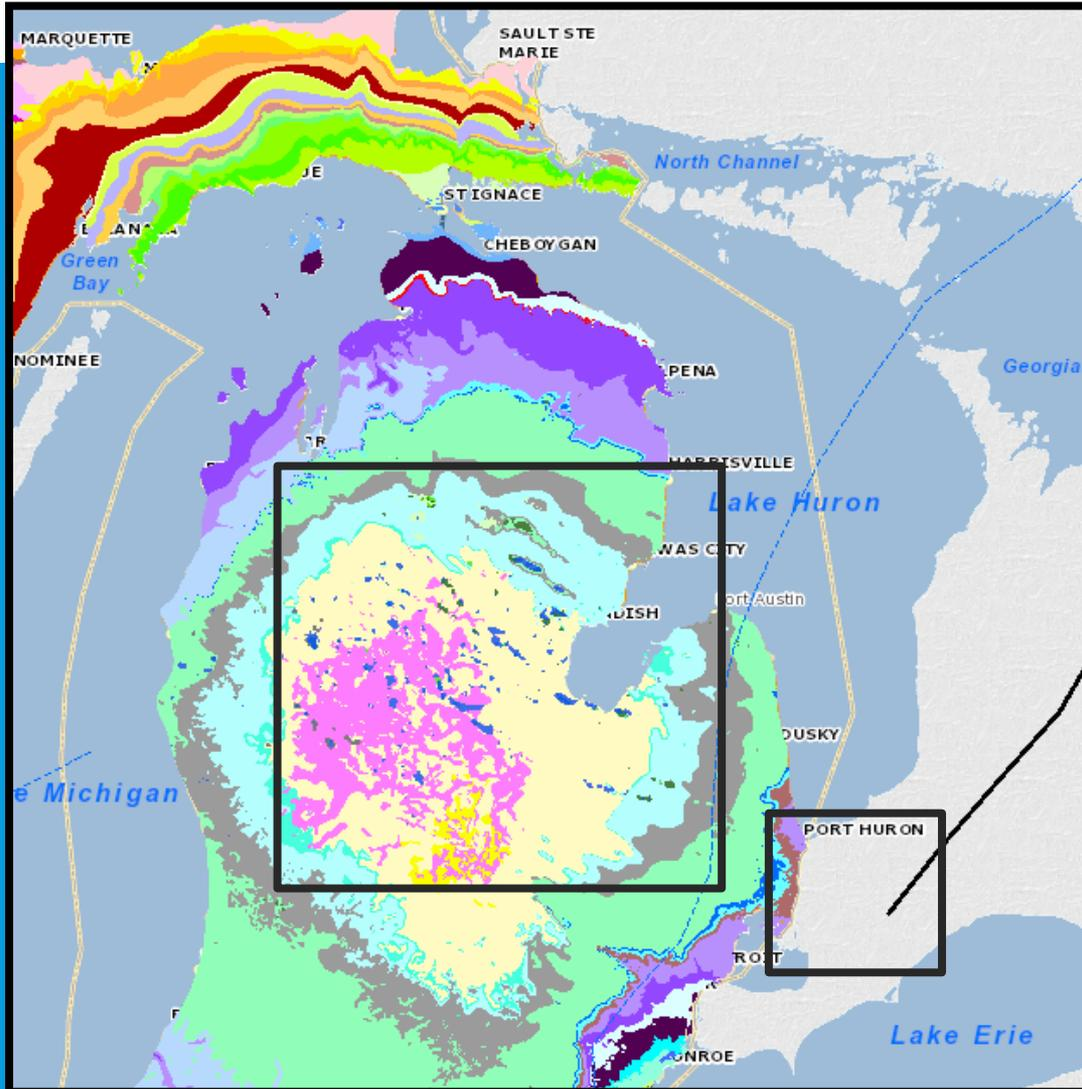 MARQUETTE
SAULT STE
MARIE
North Channel
ST IGNACE
CHEBOYGAN
Green
Bay
NOMINEE
PENA
Georgia
HARRISVILLE
Lake Huron
WAS CITY
ort Austin
DISH
DUSKY
e Michigan
PORT HURON
ROIT
Lake Erie
ONROE